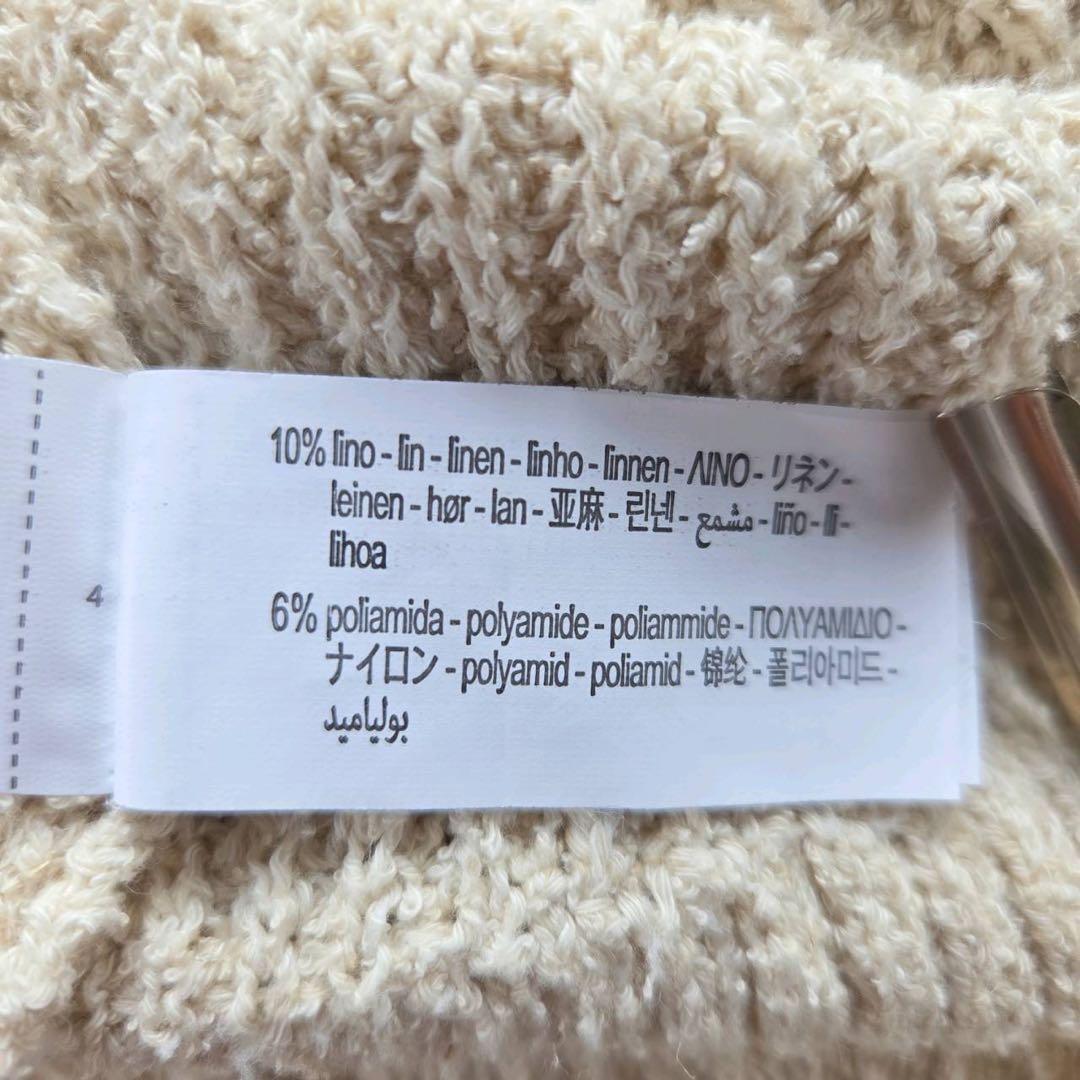 4
10% lino - lin - linen - linho - linnen - ΛΙΝΟ - リネン -
leinen - hør - lan - 亚麻 - 린넨 - مشمع - liño - lli -
lihoa
6% poliamida - polyamide - poliammide - ΠΟΛΥΑΜΙΔΙΟ -
ナイロン - polyamid - poliamid - 锦纶 - 폴리아미드 -
بولياميد